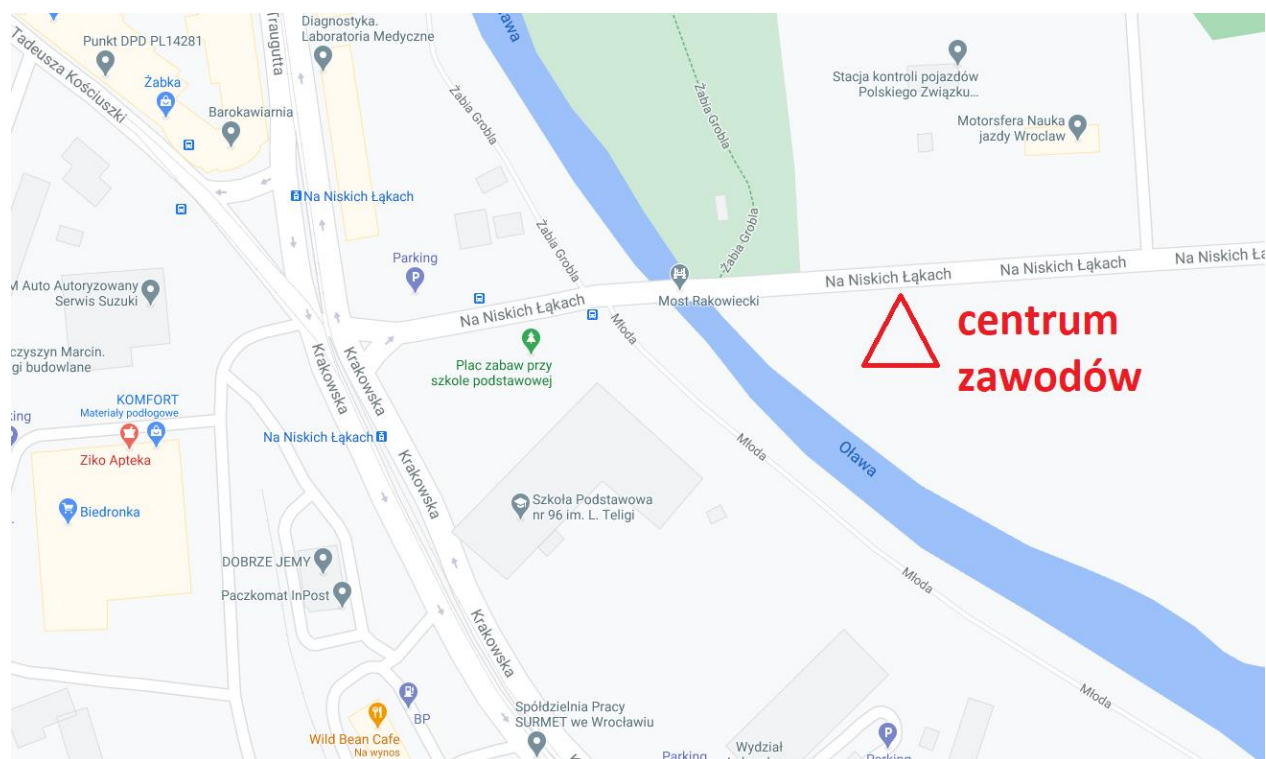 Tadeusza Kościuszki
Punkt DPD PL14281
Żabka
Barokawiarnia
Traugutta
Diagnostyka.
Laboratoria Medyczne
Żabia Grobla
Żabia Grobla
Żabia Grobla
Żabia Grobla
Stacja kontroli pojazdów
Polskiego Związku...
Motorsfera Nauka
jazdy Wroclaw
Na Niskich Łąkach
Parking
M Auto Autoryzowany
Serwis Suzuki
Na Niskich Łąkach
Most Rakowiecki
Na Niskich Łąkach
Na Niskich Łąkach
Na Niskich Łą
centrum
zawodów
Młoda
Plac zabaw przy
szkole podstawowej
czyszyn Marcin.
gi budowlane
Krakowska
Krakowska
KOMFORT
Materiały podłogowe
Ziko Apteka
Na Niskich Łąkach
Biedronka
Krakowska
Szkoła Podstawowa
nr 96 im. L. Teligi
Młoda
Oława
DOBRZE JEMY
Paczkomat InPost
Młoda
Krakowska
Młoda
BP
Wild Bean Cafe
Na wynos
Spółdzielnia Pracy
SURMET we Wrocławiu
Parking
Wydział
Parking